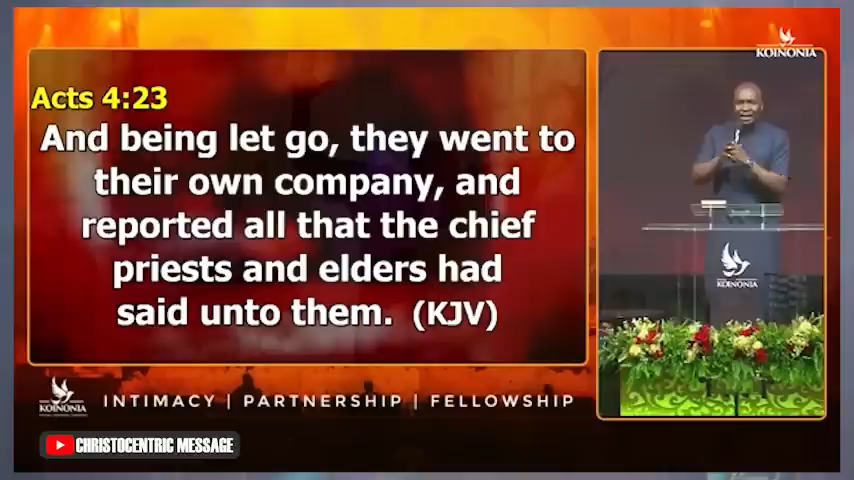 Acts 4:23
And being let go, they went to
their own company, and
reported all that the chief
priests and elders had
said unto them. (KJV)
KOINONIA
KOINONIA
KOINONIA
INTIMACY | PARTNERSHIP | FELLOWSHIP
CHRISTOCENTRIC MESSAGE